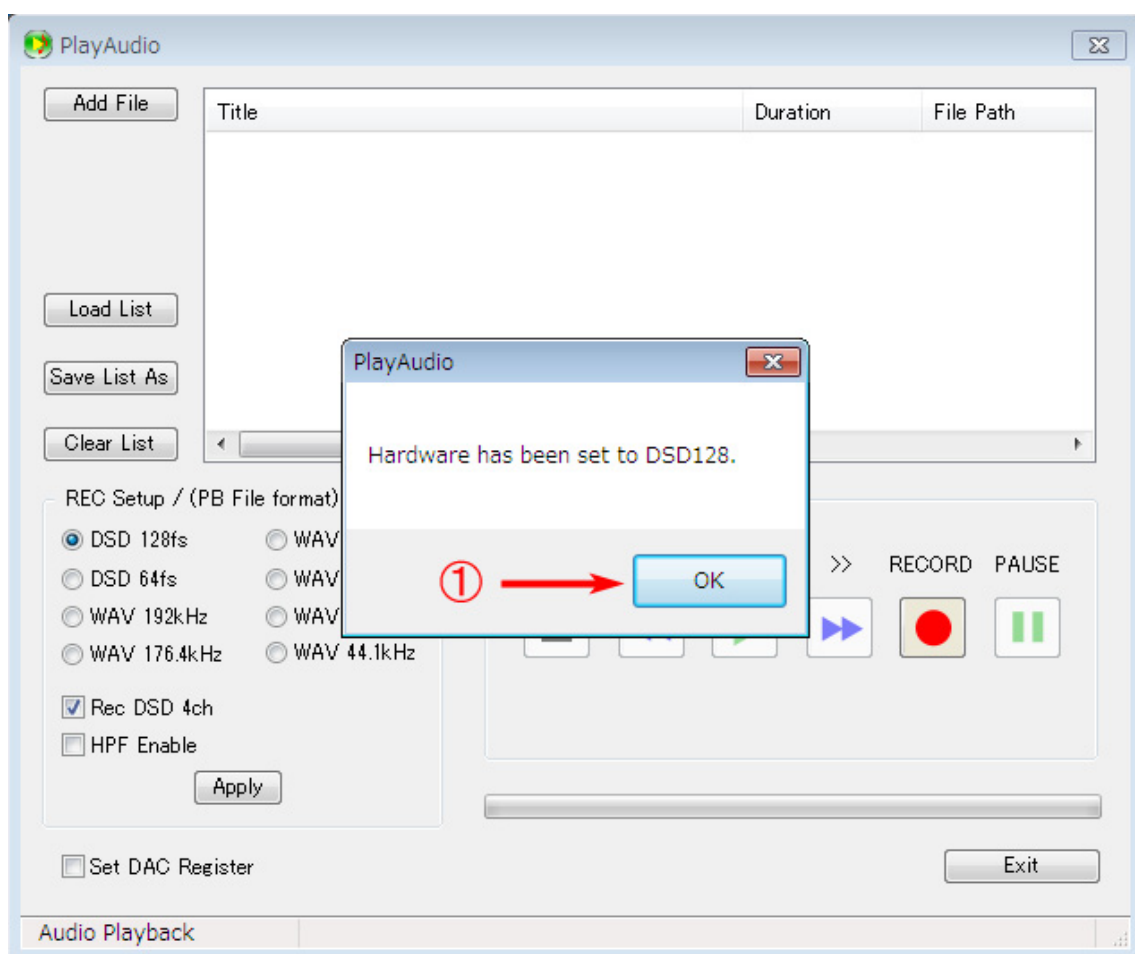 PlayAudio
Add File
Title Duration File Path
Load List
Save List As
Clear List
PlayAudio
Hardware has been set to DSD128.
① OK
REC Setup / (PB File format)
DSD 128fs WAV
DSD 64fs WAV
WAV 192kHz WAV
WAV 176.4kHz WAV 44.1kHz
Rec DSD 4ch
HPF Enable
Apply
>> RECORD PAUSE
Set DAC Register
Exit
Audio Playback